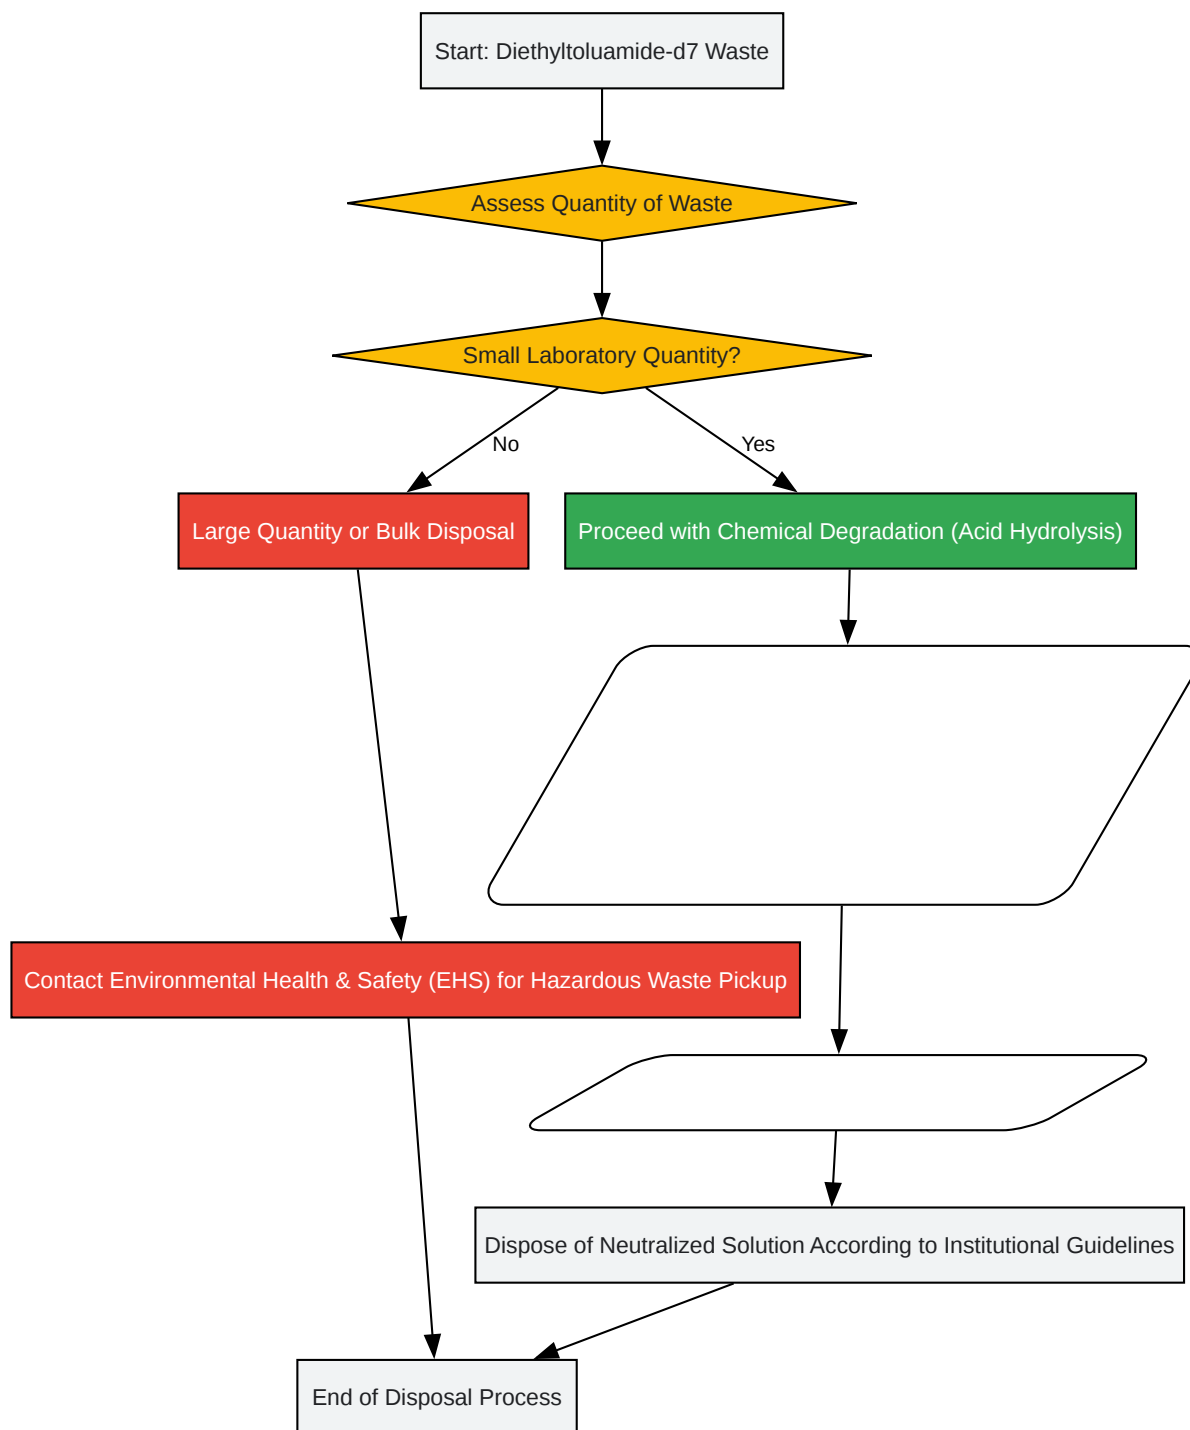 Start: Diethyltoluamide-d7 Waste
Assess Quantity of Waste
Small Laboratory Quantity?
No
Yes
Large Quantity or Bulk Disposal
Proceed with Chemical Degradation (Acid Hydrolysis)
Contact Environmental Health & Safety (EHS) for Hazardous Waste Pickup
Dispose of Neutralized Solution According to Institutional Guidelines
End of Disposal Process